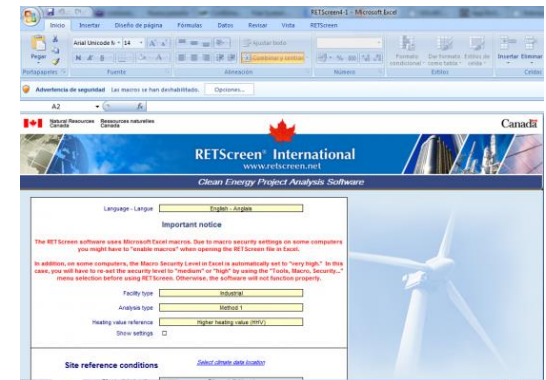 RETScreen4-1 - Microsoft Excel
Inicio Insertar Diseño de página Fórmulas Datos Revisar Vista RETScreen
Arial Unicode M 14
Ajustar texto
Combinar y centrar
Pegar
N K S
Formato condicional Dar formato como tabla Estilos de celda
Insertar Eliminar
Portapapeles Fuente Alineación Número Estilos Celdas
Advertencia de seguridad Las macros se han deshabilitado. Opciones...
A2
Natural Resources Canada Ressources naturelles Canada
Canada
RETScreen® International
www.retscreen.net
Clean Energy Project Analysis Software
Language - Langue English - Anglais
Important notice
The RETScreen software uses Microsoft Excel macros. Due to macro security settings on some computers
you might have to "enable macros" when opening the RETScreen file in Excel.
In addition, on some computers, the Macro Security Level in Excel is automatically set to "very high." In this
case, you will have to re-set the security level to "medium" or "high" by using the "Tools, Macro, Security..."
menu selection before using RETScreen. Otherwise, the software will not function properly.
Facility type Industrial
Analysis type Method 1
Heating value reference Higher heating value (HHV)
Show settings
Site reference conditions Select climate data location